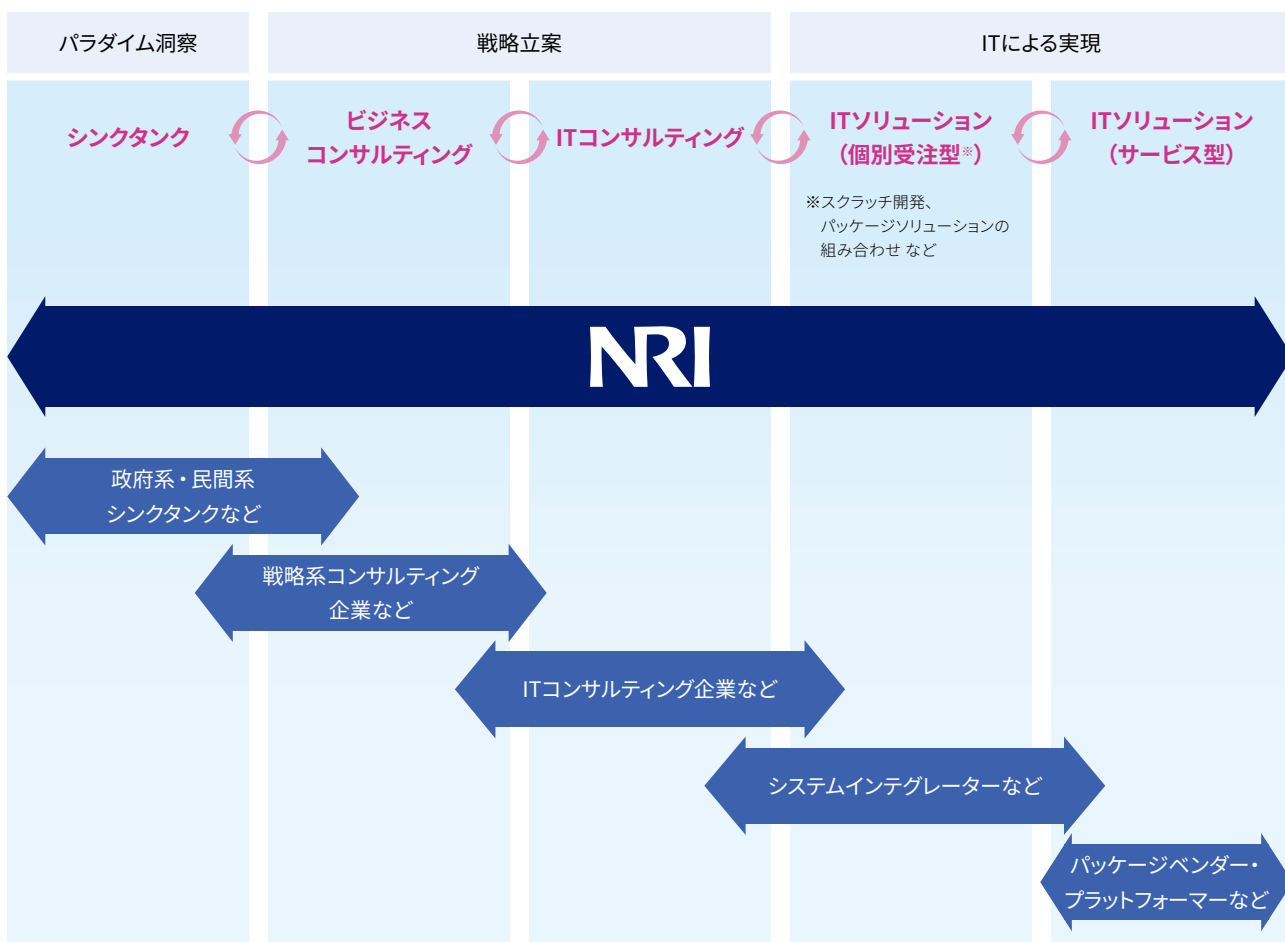 パラダイム洞察
戦略立案
ITによる実現
シンクタンク
ビジネス
コンサルティング
ITコンサルティング
ITソリューション
（個別受注型※）
ITソリューション
（サービス型）
※スクラッチ開発、
パッケージソリューションの
組み合わせ など
NRI
政府系・民間系
シンクタンクなど
戦略系コンサルティング
企業など
ITコンサルティング企業など
システムインテグレーターなど
パッケージベンダー・
プラットフォーマーなど